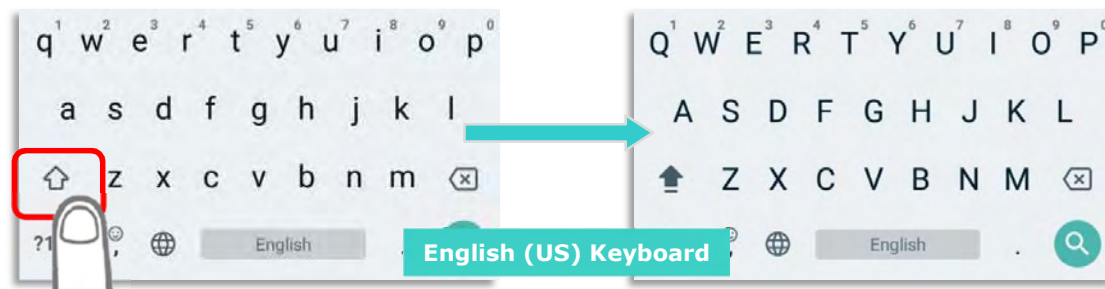 1 2 3 4 5 6 7 8 9 0
q w e r t y u i o p
a s d f g h j k l
z x c v b n m
?1 , English .
1 2 3 4 5 6 7 8 9 0
Q W E R T Y U I O P
A S D F G H J K L
Z X C V B N M
English .
English (US) Keyboard